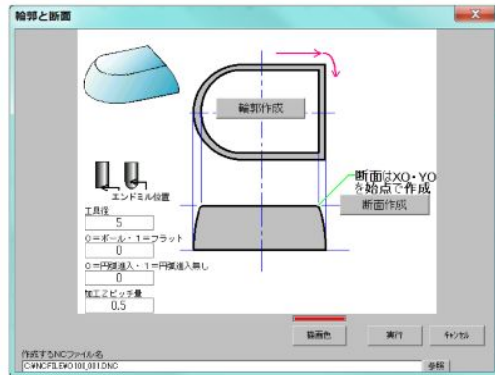 輪郭と断面
輪郭作成
断面はX0・Y0
を始点で作成
断面作成
エンドミル位置
工具径
5
0=ボール・1=フラット
0
0=円弧進入・1=円弧進入無し
0
加工Zピッチ量
0.5
描画色
実行
キャンセル
作成するNCファイル名
C:¥NCFILE¥O100_001.DNC
参照